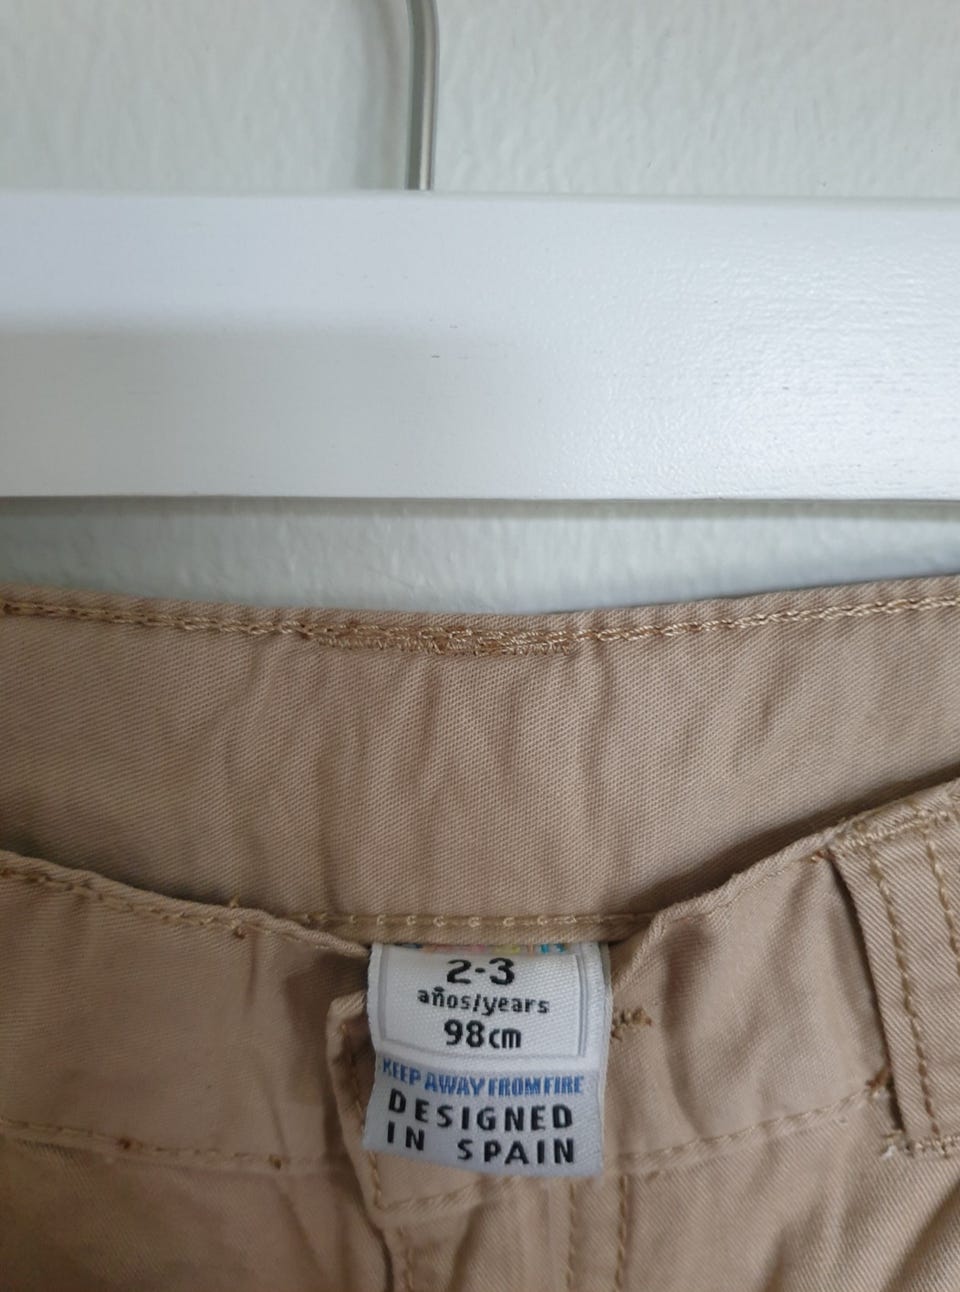 2-3
años/years
98cm
KEEP AWAY FROM FIRE
DESIGNED
IN SPAIN